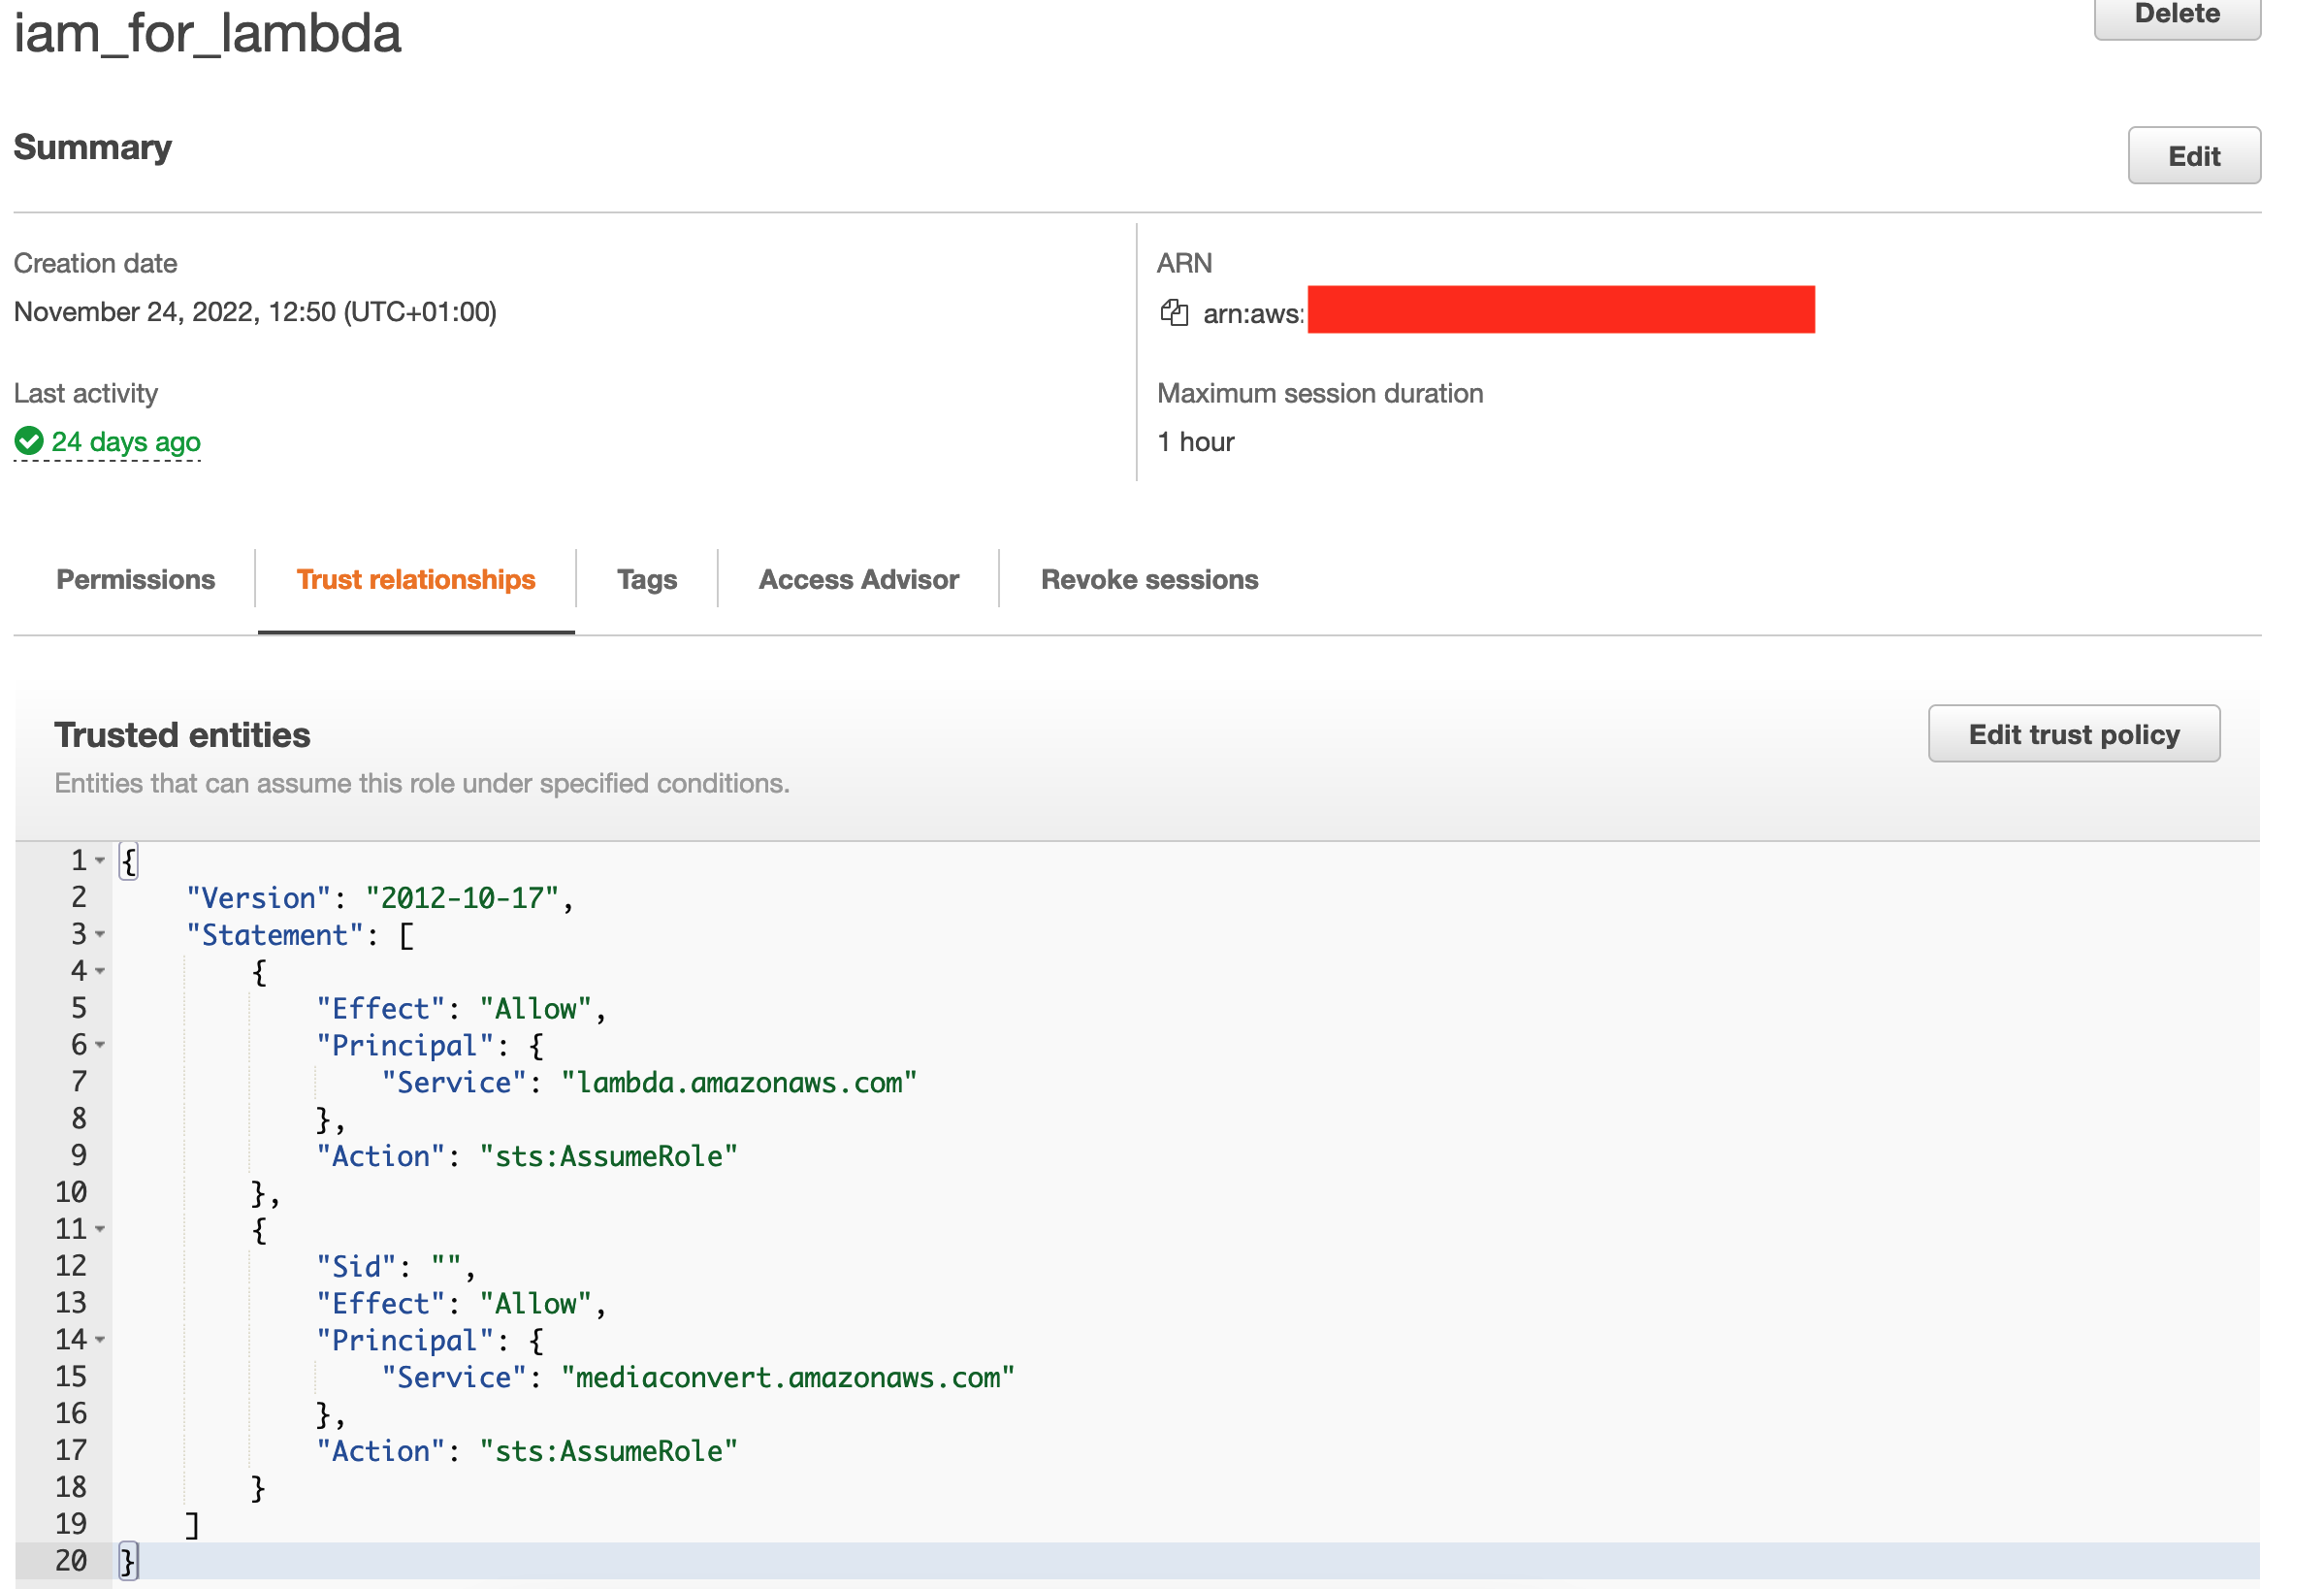 iam_for_lambda
Delete
Summary
Edit
Creation date
November 24, 2022, 12:50 (UTC+01:00)
ARN
arn:aws:
Last activity
24 days ago
Maximum session duration
1 hour
Permissions
Trust relationships
Tags
Access Advisor
Revoke sessions
Trusted entities
Edit trust policy
Entities that can assume this role under specified conditions.
1 {
2     "Version": "2012-10-17",
3     "Statement": [
4         {
5             "Effect": "Allow",
6             "Principal": {
7                 "Service": "lambda.amazonaws.com"
8             },
9             "Action": "sts:AssumeRole"
10         },
11         {
12             "Sid": "",
13             "Effect": "Allow",
14             "Principal": {
15                 "Service": "mediaconvert.amazonaws.com"
16             },
17             "Action": "sts:AssumeRole"
18         }
19     ]
20 }